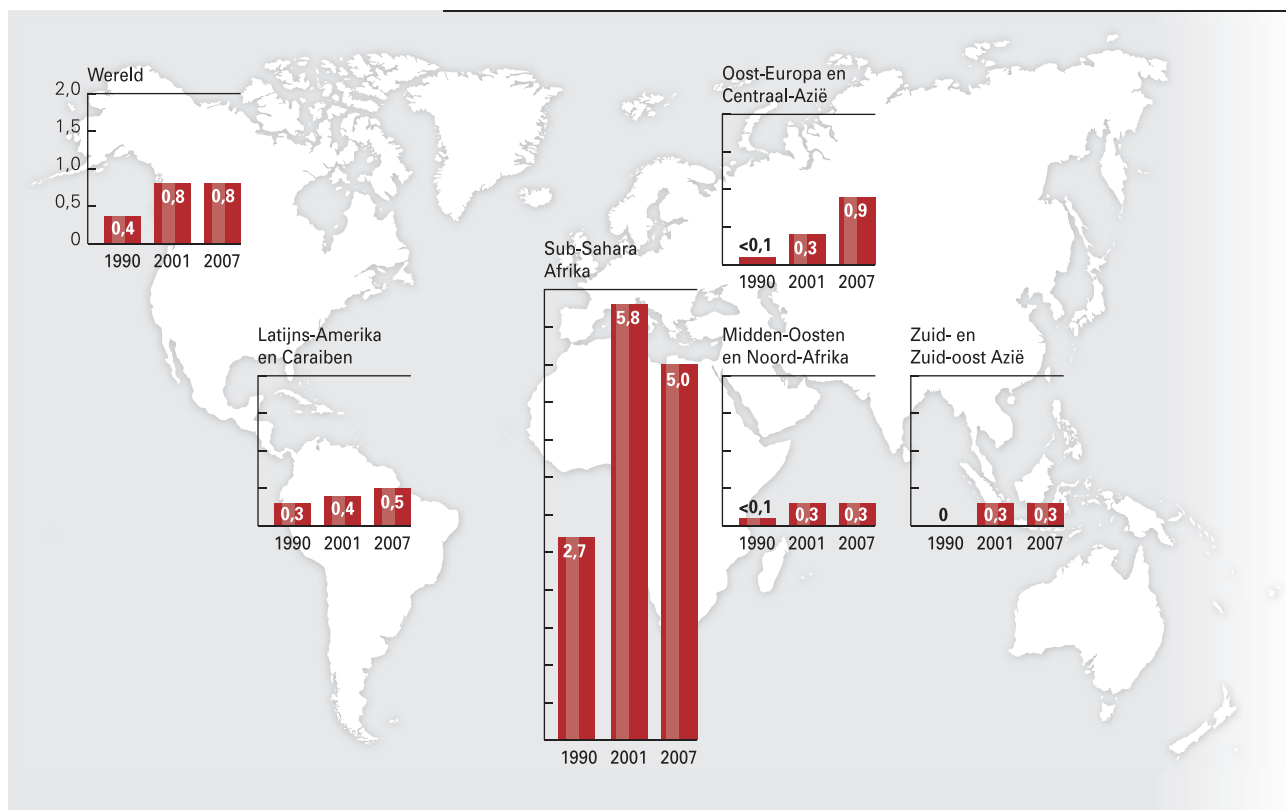 Wereld
2,0
1,5
1,0
0,5
0
0,4
0,8
0,8
1990 2001 2007
Oost-Europa en
Centraal-Azië
<0,1
0,3
0,9
1990 2001 2007
Latijns-Amerika
en Caraiben
0,3
0,4
0,5
1990 2001 2007
Sub-Sahara
Afrika
2,7
5,8
5,0
1990 2001 2007
Midden-Oosten
en Noord-Afrika
<0,1
0,3
0,3
1990 2001 2007
Zuid- en
Zuid-oost Azië
0
0,3
0,3
1990 2001 2007